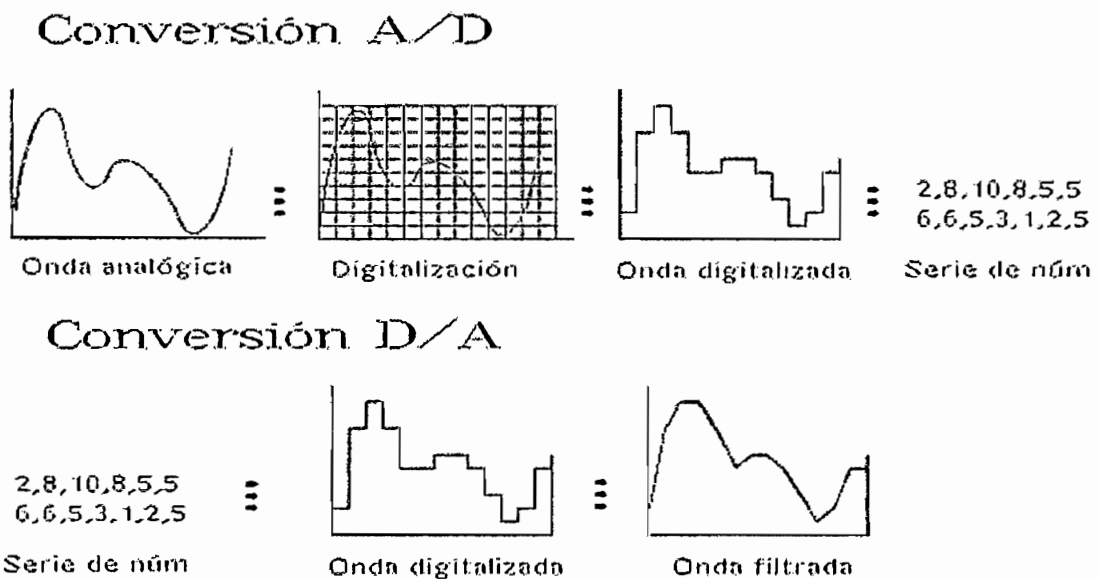 Conversión A/D
2,8,10,8,5,5
6,6,5,3,1,2,5
Onda analógica
Digitalización
Onda digitalizada
Serie de núm
Conversión D/A
2,8,10,8,5,5
6,6,5,3,1,2,5
Serie de núm
Onda digitalizada
Onda filtrada